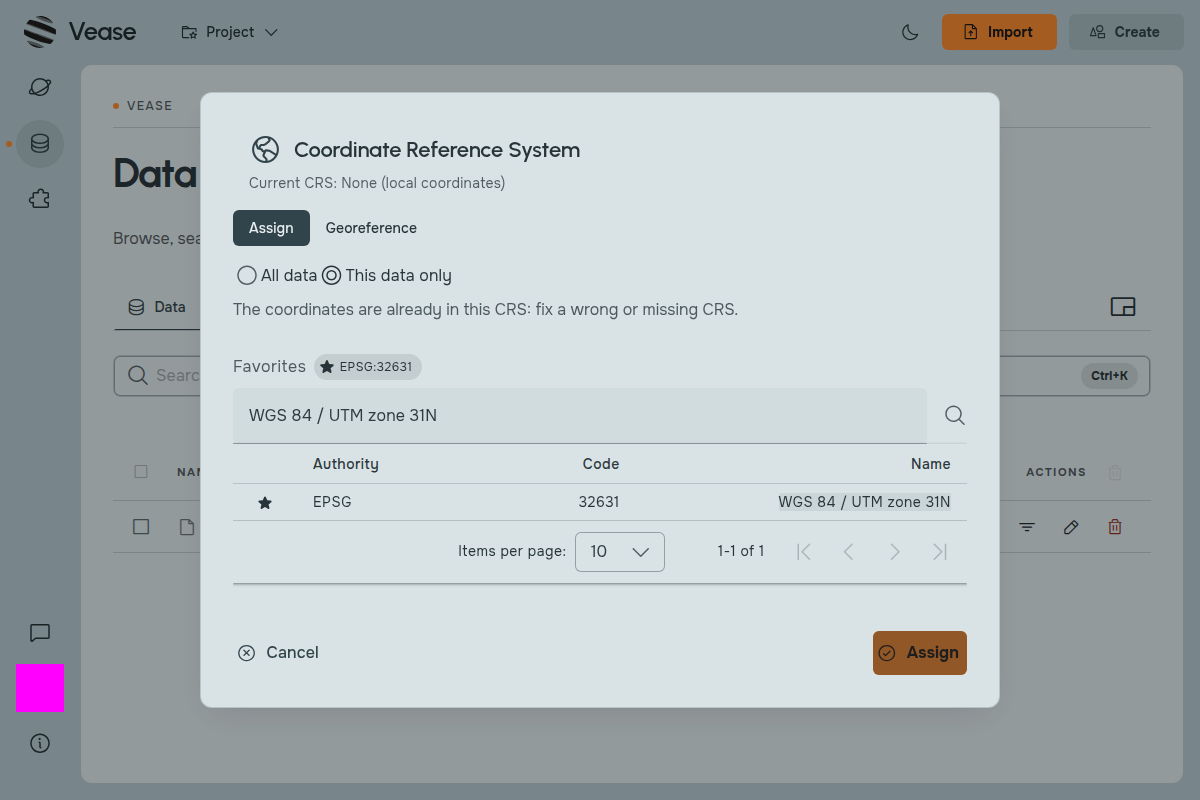 Vease
Project
Import
Create
VEASE
Data
Browse, sea
Data
Searc
Ctrl+K
NAM
ACTIONS
Coordinate Reference System
Current CRS: None (local coordinates)
Assign
Georeference
All data
This data only
The coordinates are already in this CRS: fix a wrong or missing CRS.
Favorites
EPSG:32631
WGS 84 / UTM zone 31N
Authority Code Name
EPSG 32631 WGS 84 / UTM zone 31N
Items per page: 10 1-1 of 1
Cancel
Assign